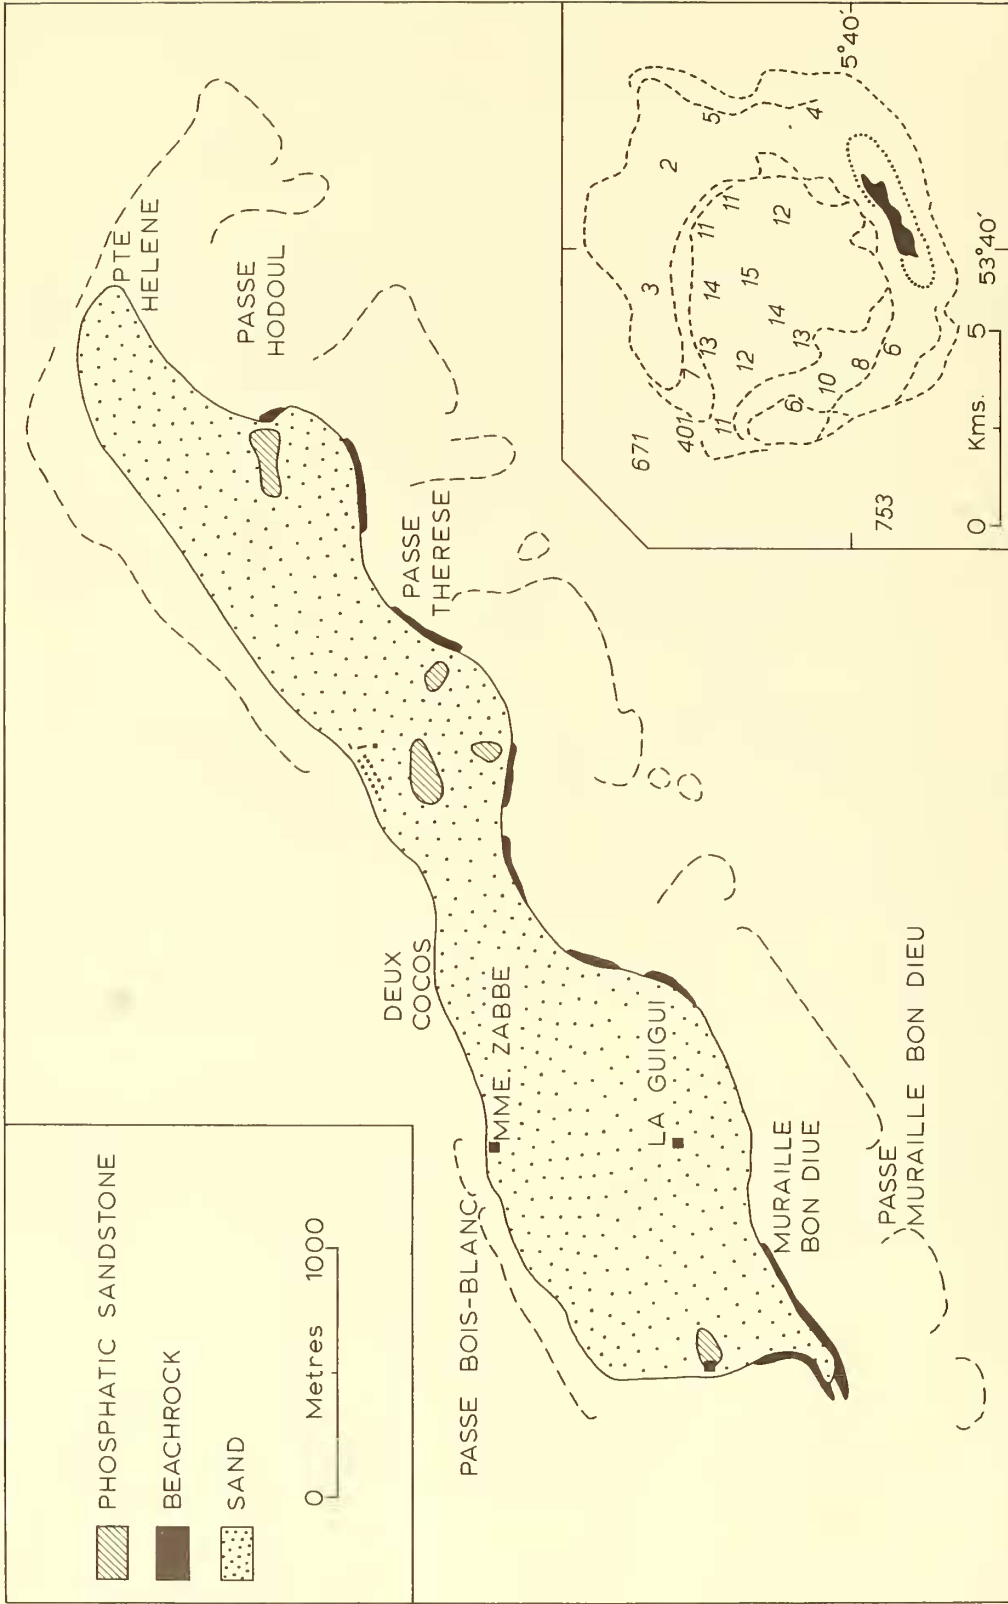 PHOSPHATIC SANDSTONE
BEACHROCK
SAND
0 Metres 1000
PTE
HELENE
PASSE
HODOUL
PASSE
THERESE
DEUX
COCOS
MME. ZABBE
PASSE BOIS-BLANC
LA GUIGUI
MURAILLE
BON DIUE
PASSE
MURAILLE BON DIEU
671
401
753
3
2
5
4
7
13
14
11
11
11
12
15
14
12
13
6
10
8
6
5°40'
53°40'
0 Kms. 5